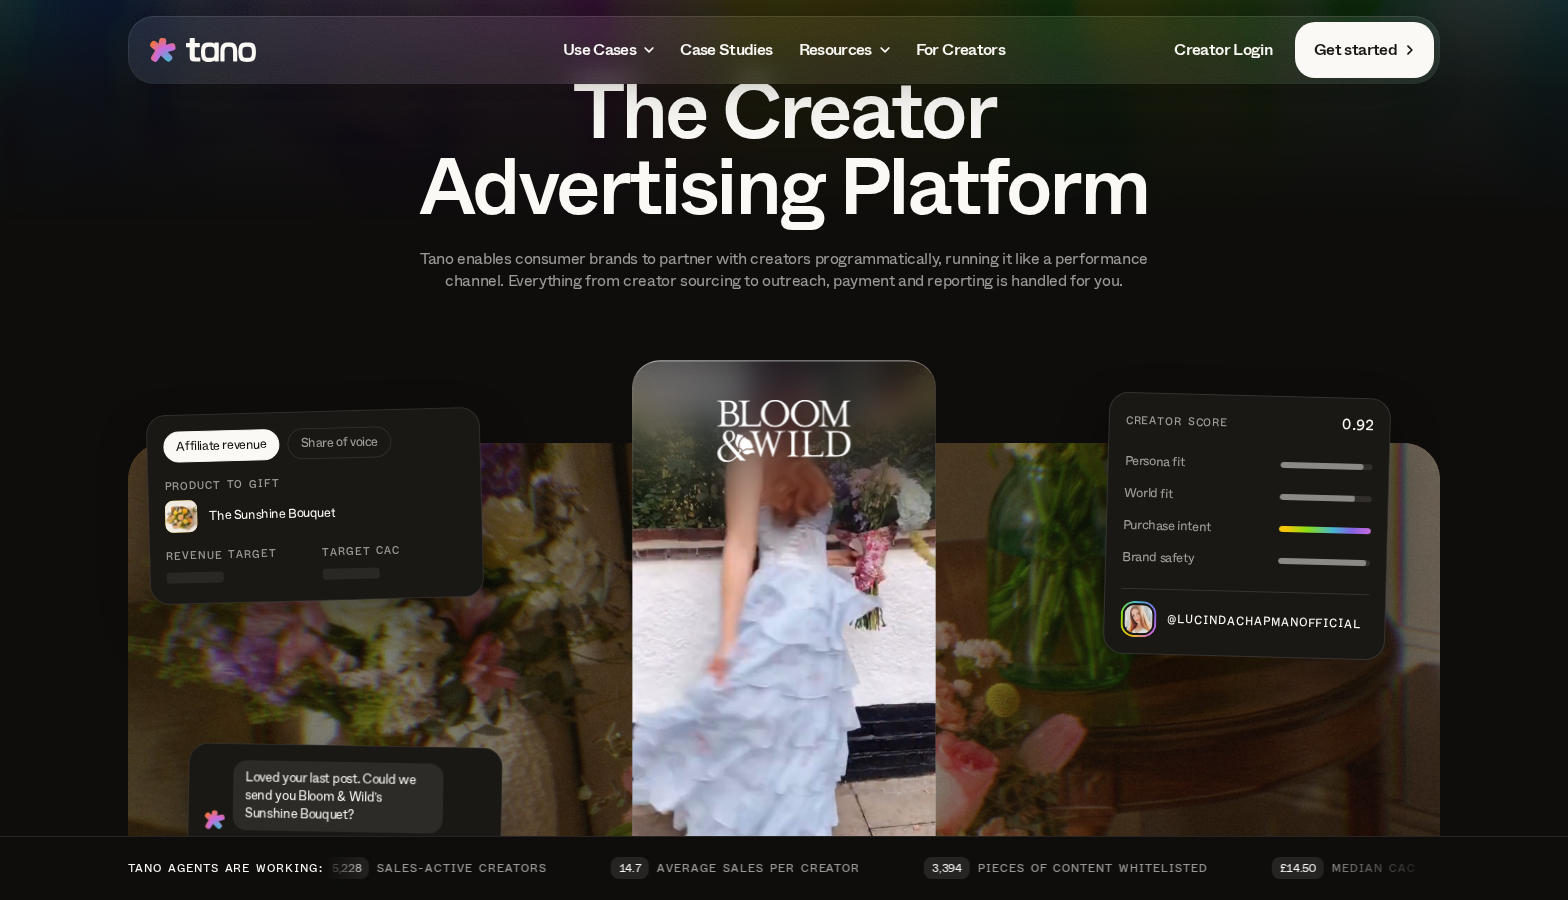 tano
Use Cases
Case Studies
Resources
For Creators
Creator Login
Get started
The Creator
Advertising Platform
Tano enables consumer brands to partner with creators programmatically, running it like a performance
channel. Everything from creator sourcing to outreach, payment and reporting is handled for you.
Affiliate revenue
Share of voice
PRODUCT TO GIFT
The Sunshine Bouquet
REVENUE TARGET
TARGET CAC
BLOOM
&WILD
CREATOR SCORE
0.92
Persona fit
World fit
Purchase intent
Brand safety
@LUCINDACHAPMANOFFICIAL
Loved your last post. Could we
send you Bloom & Wild's
Sunshine Bouquet?
TANO AGENTS ARE WORKING: 5,228 SALES-ACTIVE CREATORS 14.7 AVERAGE SALES PER CREATOR 3,394 PIECES OF CONTENT WHITELISTED £14.50 MEDIAN CAC